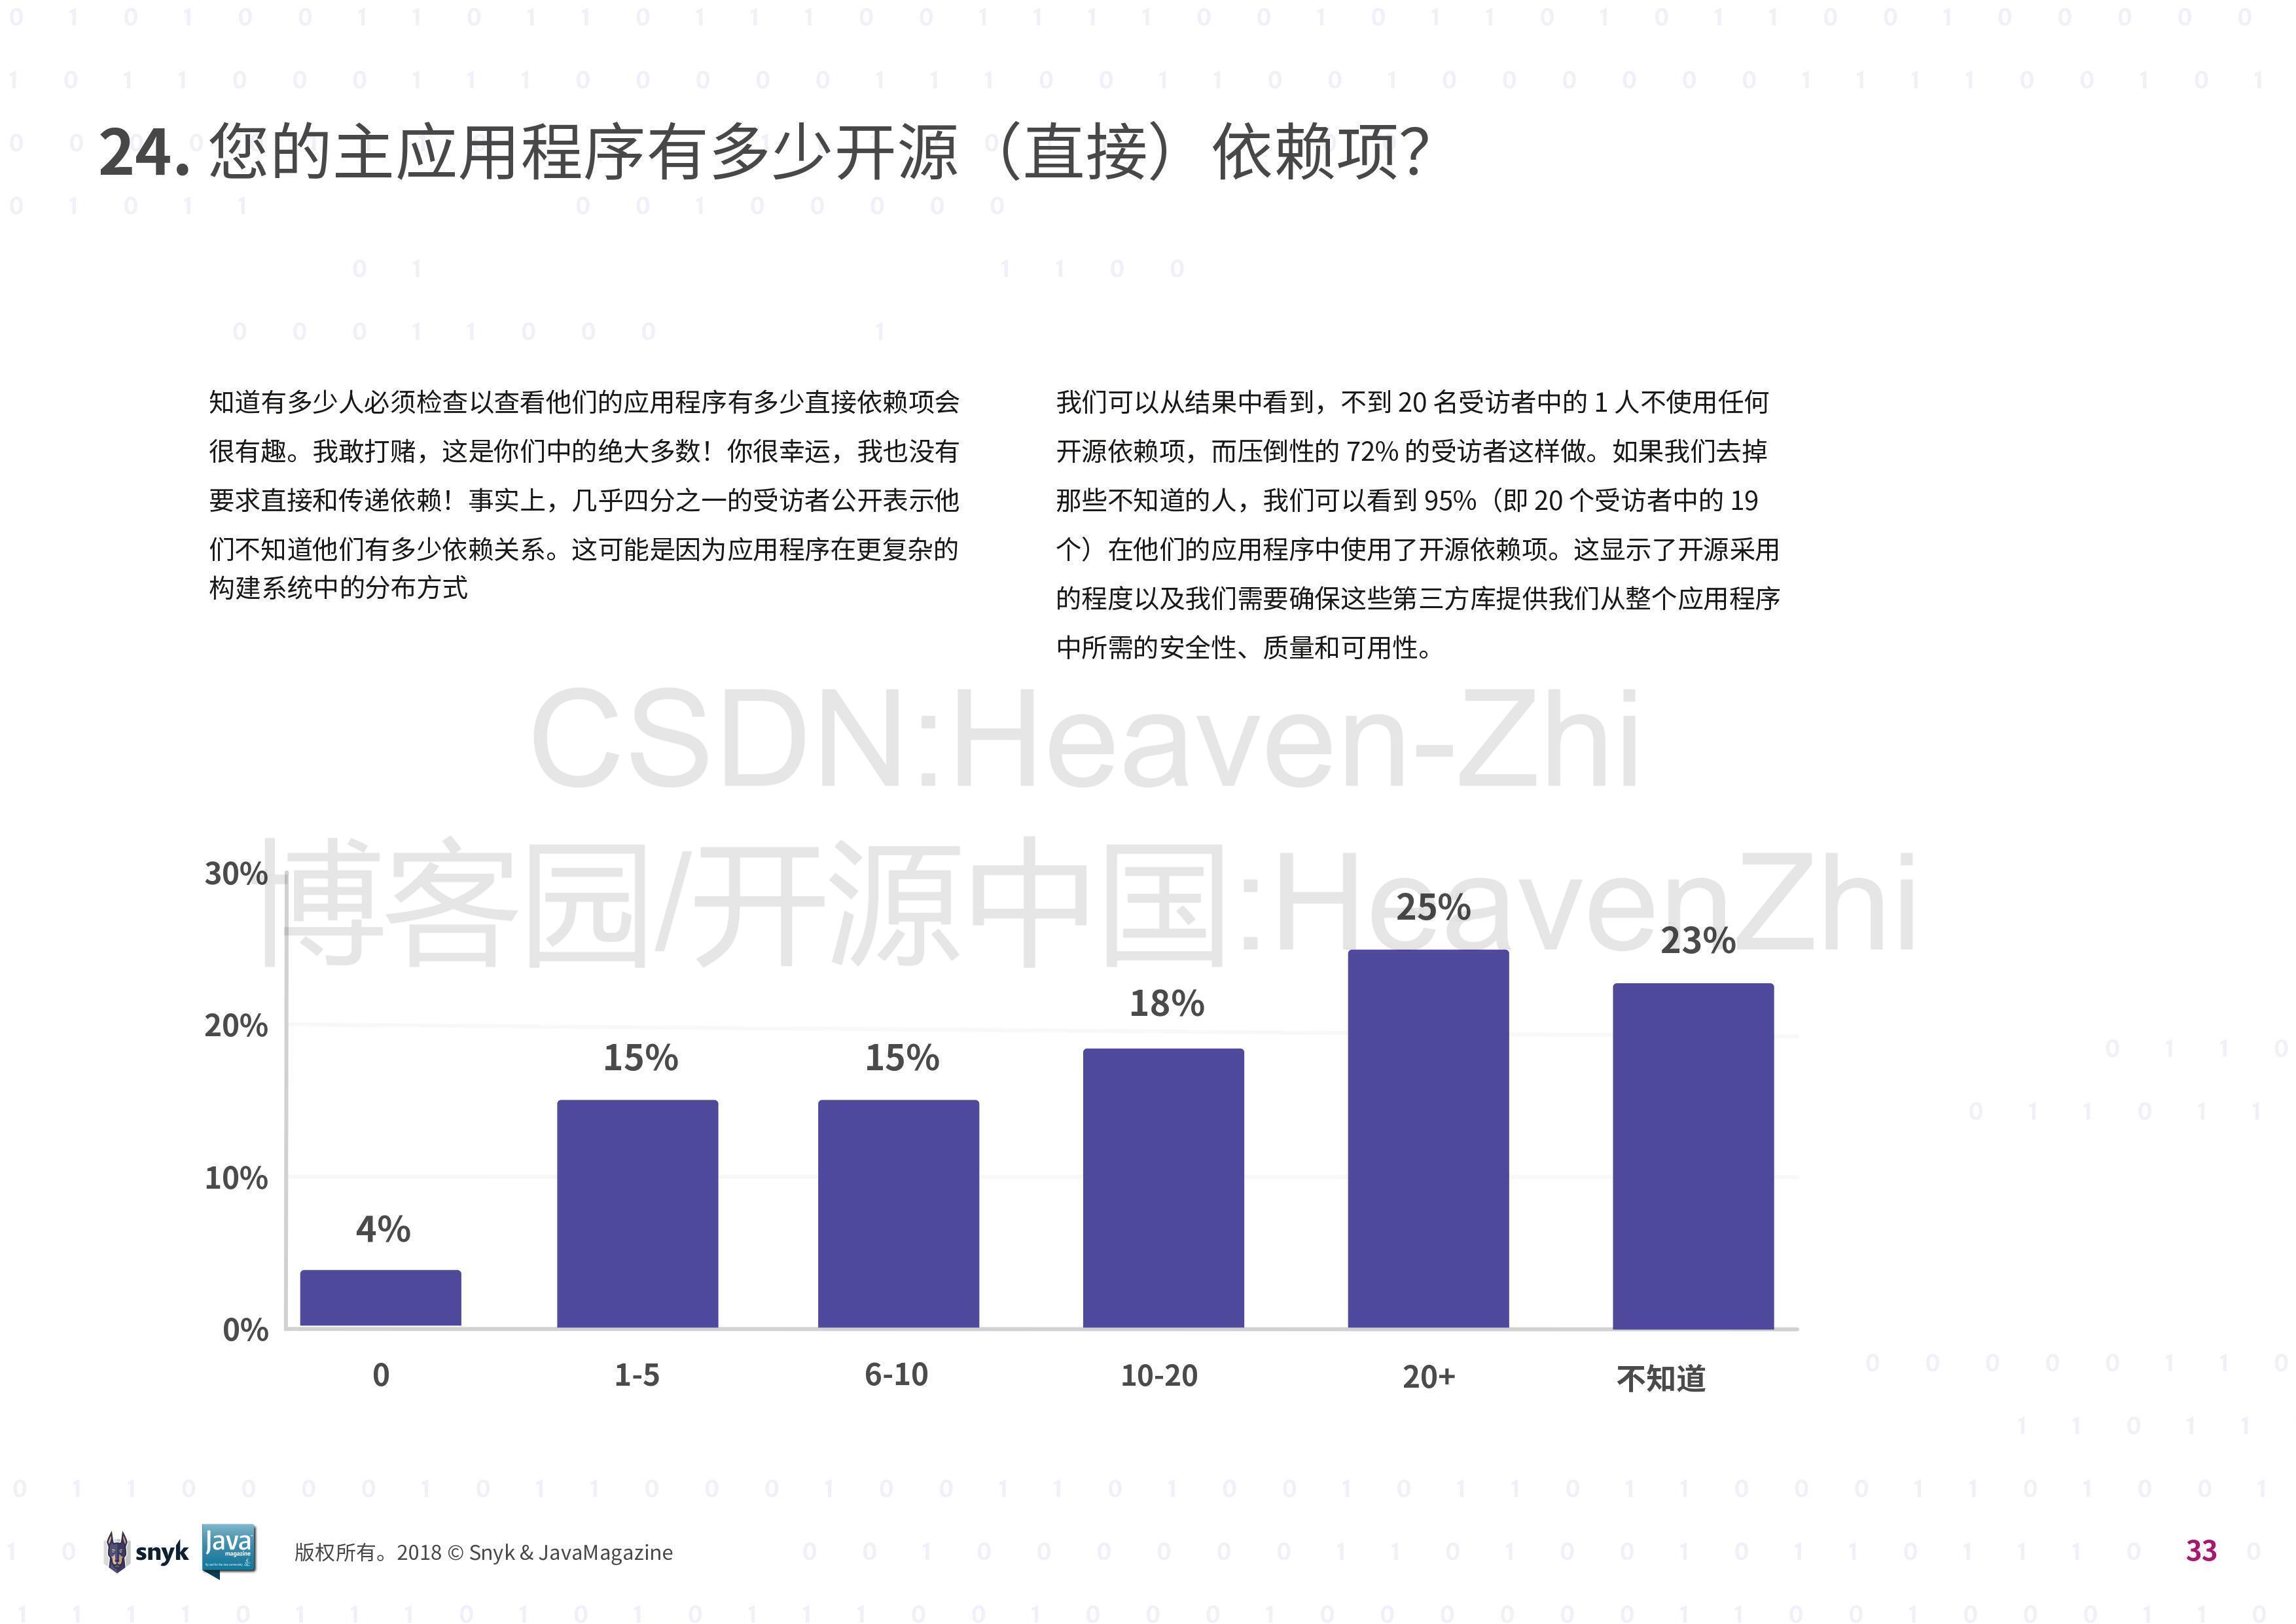 24. 您的主应用程序有多少开源（直接）依赖项？
知道有多少人必须检查以查看他们的应用程序有多少直接依赖项会
很有趣。我敢打赌，这是你们中的绝大多数！你很幸运，我也没有
要求直接和传递依赖！事实上，几乎四分之一的受访者公开表示他
们不知道他们有多少依赖关系。这可能是因为应用程序在更复杂的
构建系统中的分布方式
我们可以从结果中看到，不到 20 名受访者中的 1 人不使用任何
开源依赖项，而压倒性的 72% 的受访者这样做。如果我们去掉
那些不知道的人，我们可以看到 95%（即 20 个受访者中的 19
个）在他们的应用程序中使用了开源依赖项。这显示了开源采用
的程度以及我们需要确保这些第三方库提供我们从整个应用程序
中所需的安全性、质量和可用性。
CSDN:Heaven-Zhi
博客园/开源中国:HeavenZhi
30%
20%
10%
0%
4%
15%
15%
18%
25%
23%
0
1-5
6-10
10-20
20+
不知道
snyk
Java
magazine
版权所有。2018 © Snyk & JavaMagazine
33